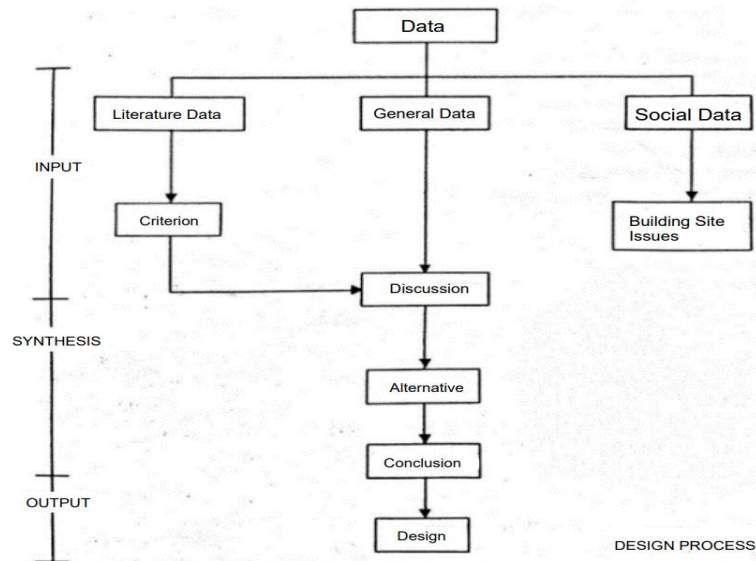 Data
Literature Data
General Data
Social Data
INPUT
Criterion
Building Site
Issues
Discussion
SYNTHESIS
Alternative
Conclusion
OUTPUT
Design
DESIGN PROCESS